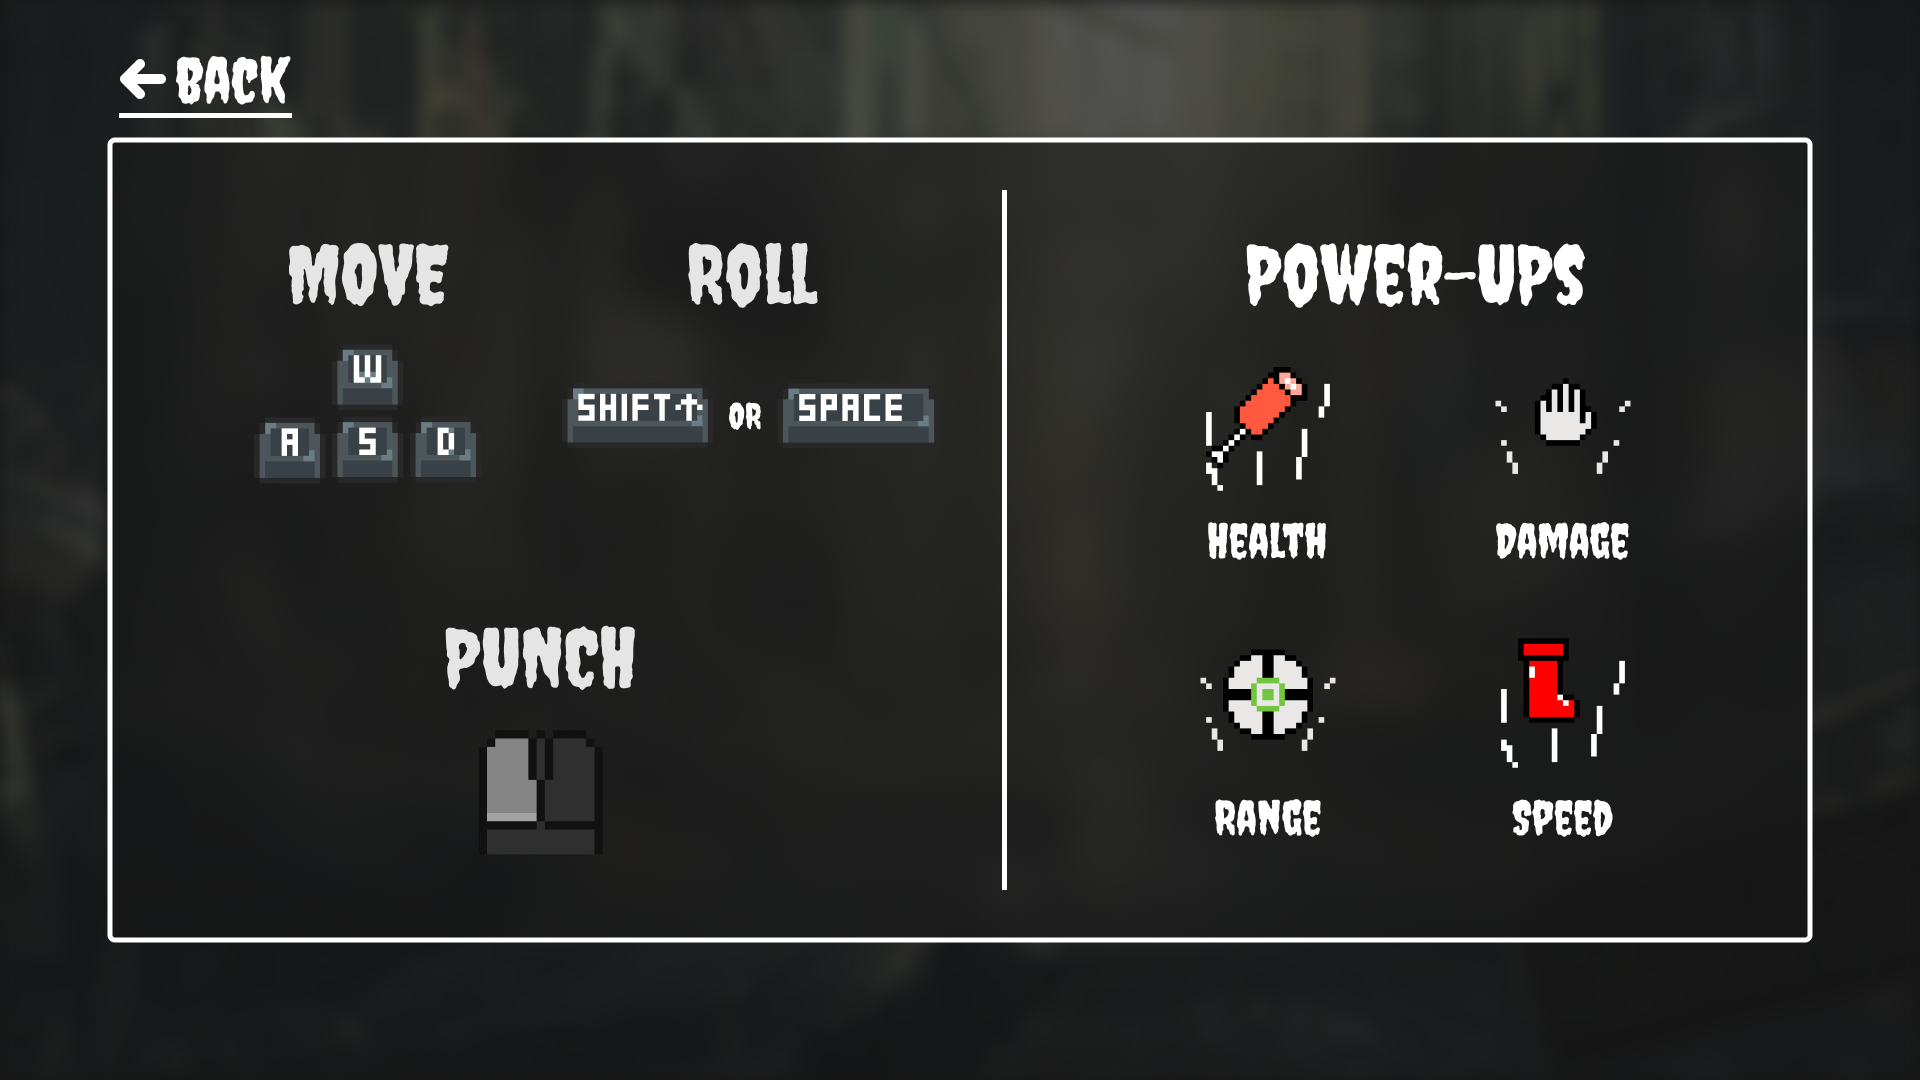 ← BACK
MOVE
W
A S D
ROLL
SHIFT↑ OR SPACE
PUNCH
POWER-UPS
HEALTH
DAMAGE
RANGE
SPEED